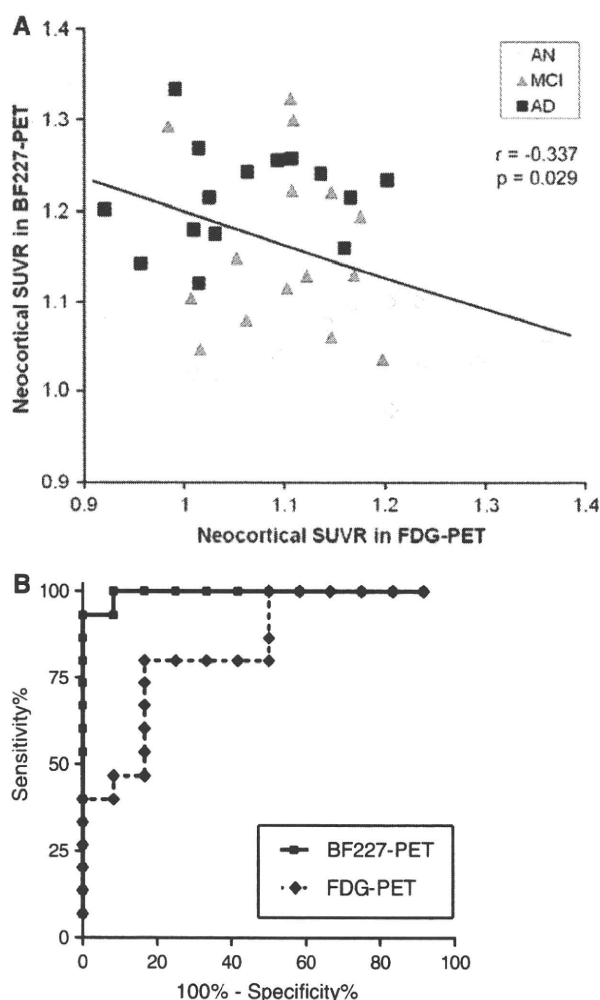 A
1.4
1.3
1.2
1.1
1.0
0.9
Neocortical SUVR in BF227-PET
AN
MCI
AD
r = -0.337
p = 0.029
0.9 1 1.1 1.2 1.3 1.4
Neocortical SUVR in FDG-PET
B
100
75
50
25
0
Sensitivity%
BF227-PET
FDG-PET
0 20 40 60 80 100
100% - Specificity%